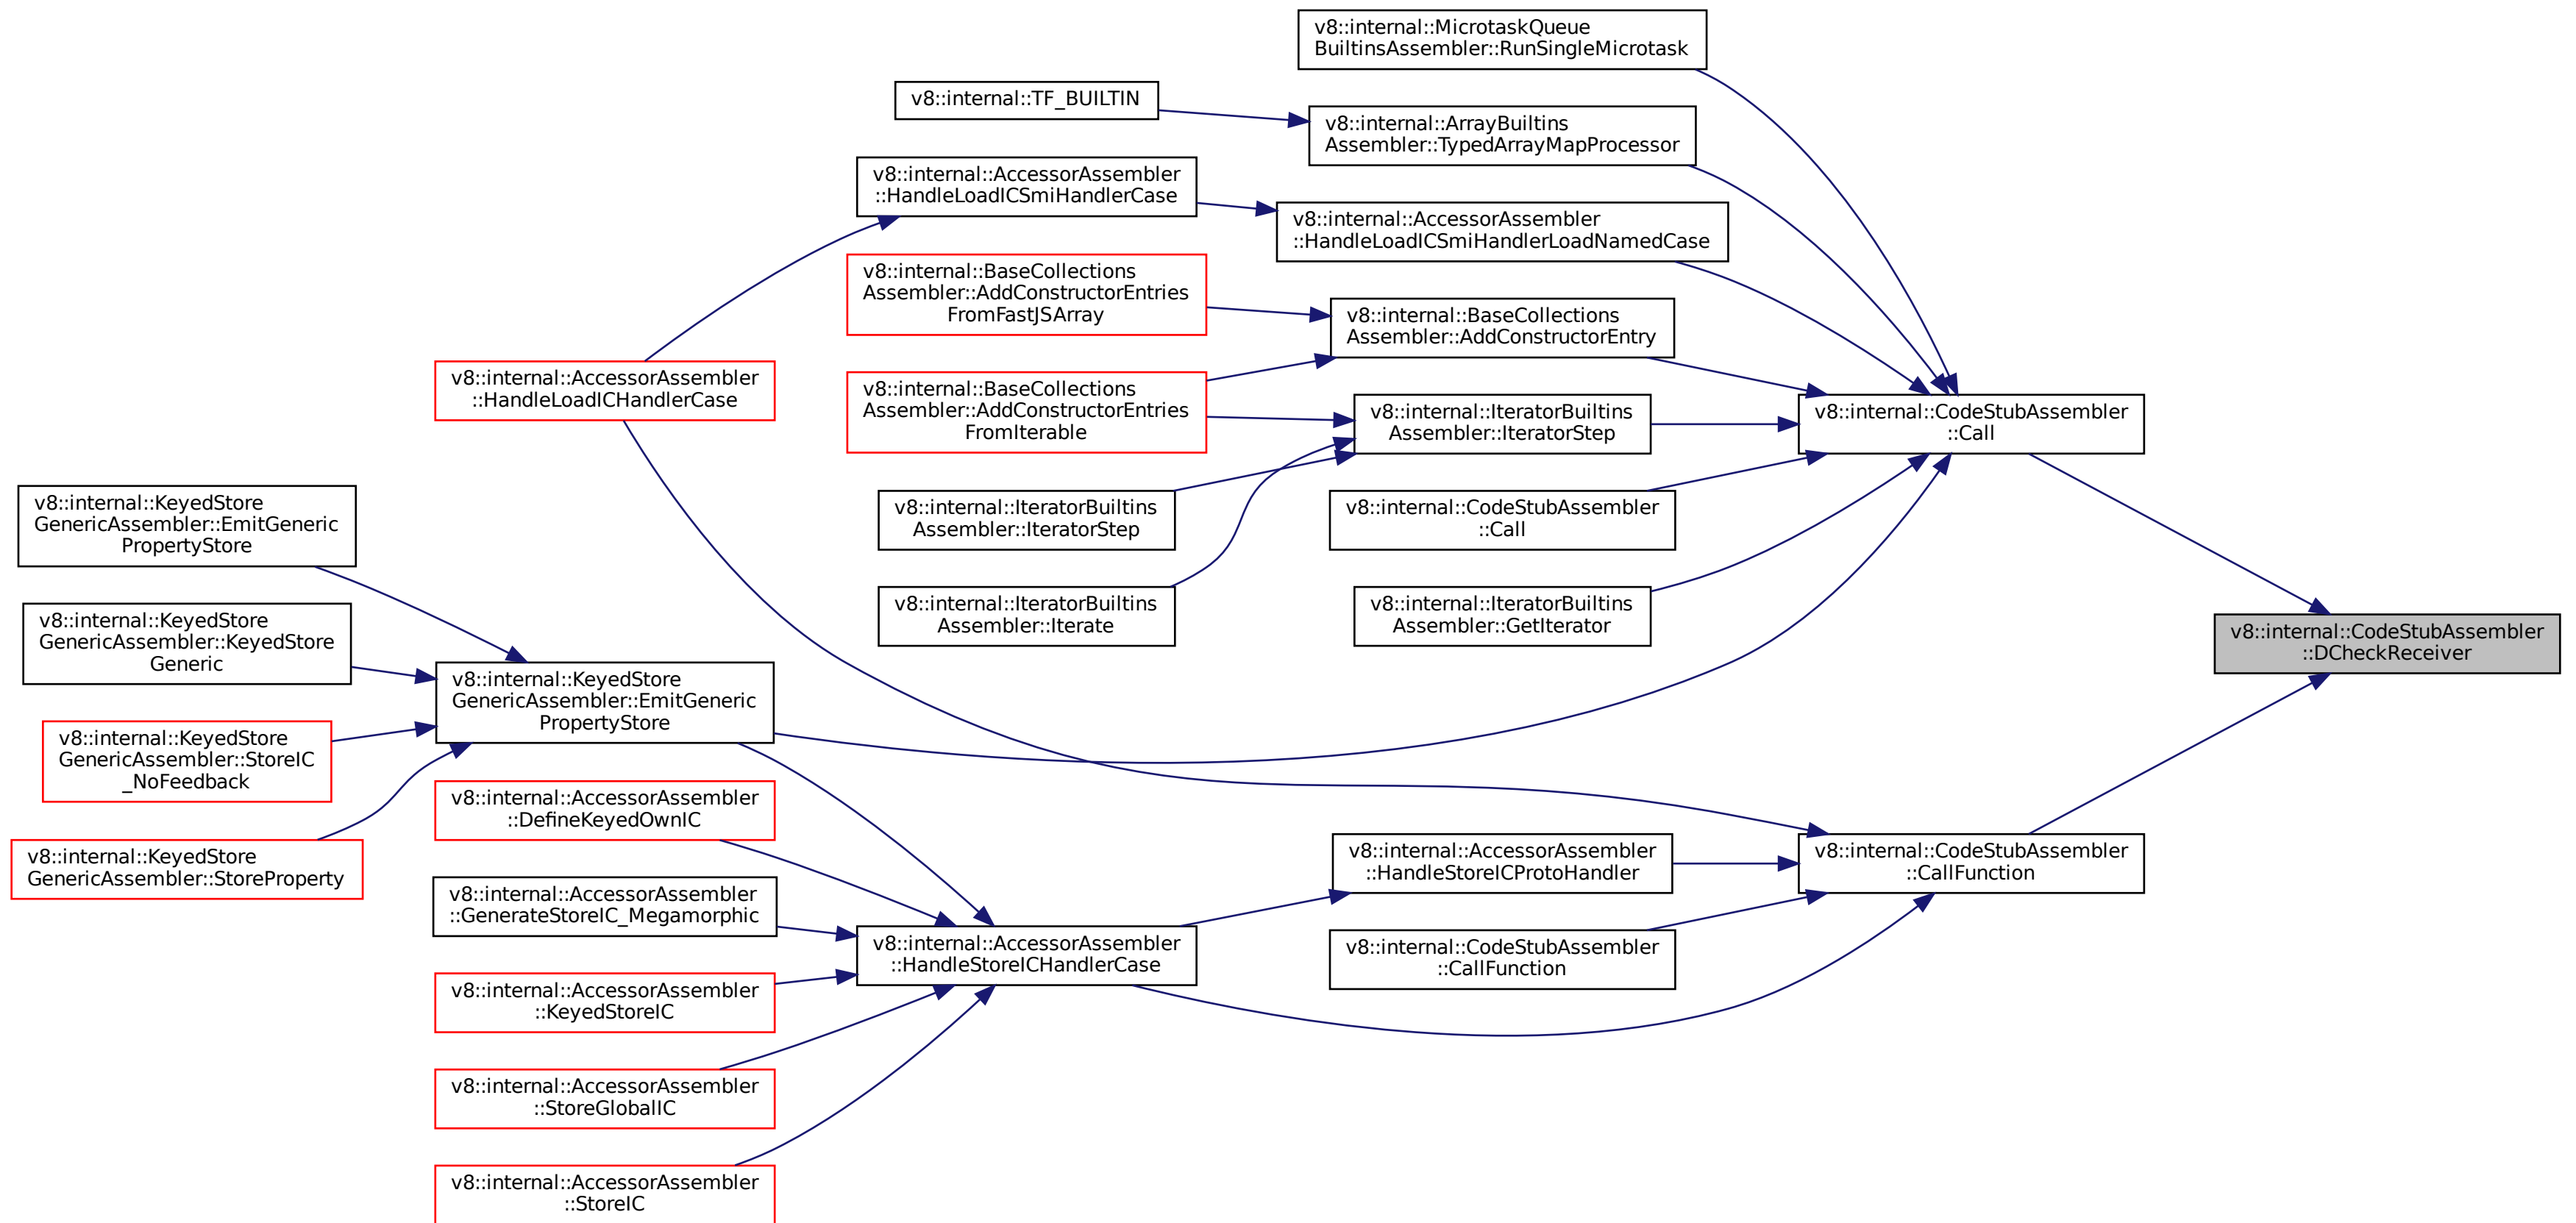 v8::internal::MicrotaskQueue
BuiltinsAssembler::RunSingleMicrotask
v8::internal::TF_BUILTIN
v8::internal::ArrayBuiltins
Assembler::TypedArrayMapProcessor
v8::internal::AccessorAssembler
::HandleLoadICSmiHandlerCase
v8::internal::AccessorAssembler
::HandleLoadICSmiHandlerLoadNamedCase
v8::internal::BaseCollections
Assembler::AddConstructorEntries
FromFastJSArray
v8::internal::BaseCollections
Assembler::AddConstructorEntry
v8::internal::AccessorAssembler
::HandleLoadICHandlerCase
v8::internal::BaseCollections
Assembler::AddConstructorEntries
FromIterable
v8::internal::IteratorBuiltins
Assembler::IteratorStep
v8::internal::CodeStubAssembler
::Call
v8::internal::KeyedStore
GenericAssembler::EmitGeneric
PropertyStore
v8::internal::IteratorBuiltins
Assembler::IteratorStep
v8::internal::CodeStubAssembler
::Call
v8::internal::KeyedStore
GenericAssembler::KeyedStore
Generic
v8::internal::IteratorBuiltins
Assembler::Iterate
v8::internal::IteratorBuiltins
Assembler::GetIterator
v8::internal::CodeStubAssembler
::DCheckReceiver
v8::internal::KeyedStore
GenericAssembler::EmitGeneric
PropertyStore
v8::internal::KeyedStore
GenericAssembler::StoreIC
_NoFeedback
v8::internal::AccessorAssembler
::DefineKeyedOwnIC
v8::internal::KeyedStore
GenericAssembler::StoreProperty
v8::internal::AccessorAssembler
::HandleStoreICProtoHandler
v8::internal::CodeStubAssembler
::CallFunction
v8::internal::AccessorAssembler
::GenerateStoreIC_Megamorphic
v8::internal::AccessorAssembler
::HandleStoreICHandlerCase
v8::internal::CodeStubAssembler
::CallFunction
v8::internal::AccessorAssembler
::KeyedStoreIC
v8::internal::AccessorAssembler
::StoreGlobalIC
v8::internal::AccessorAssembler
::StoreIC